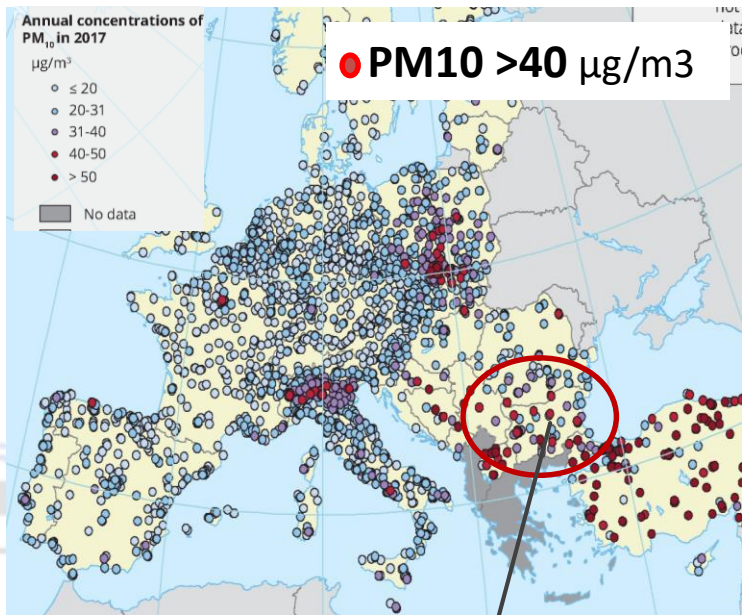 Annual concentrations of
PM₁₀ in 2017
µg/m³
≤ 20
20-31
31-40
40-50
> 50
No data
PM10 >40 µg/m3
not
data